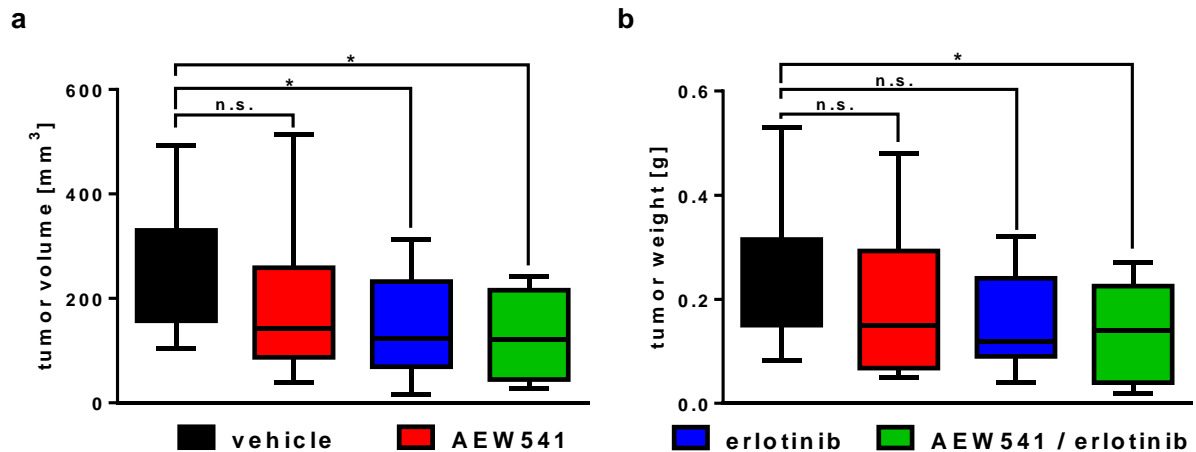 a
b
*
*
*
n.s.
n.s.
n.s.
tumor volume [mm³]
600
400
200
0
tumor weight [g]
0.6
0.4
0.2
0.0
vehicle
AEW541
erlotinib
AEW541 / erlotinib